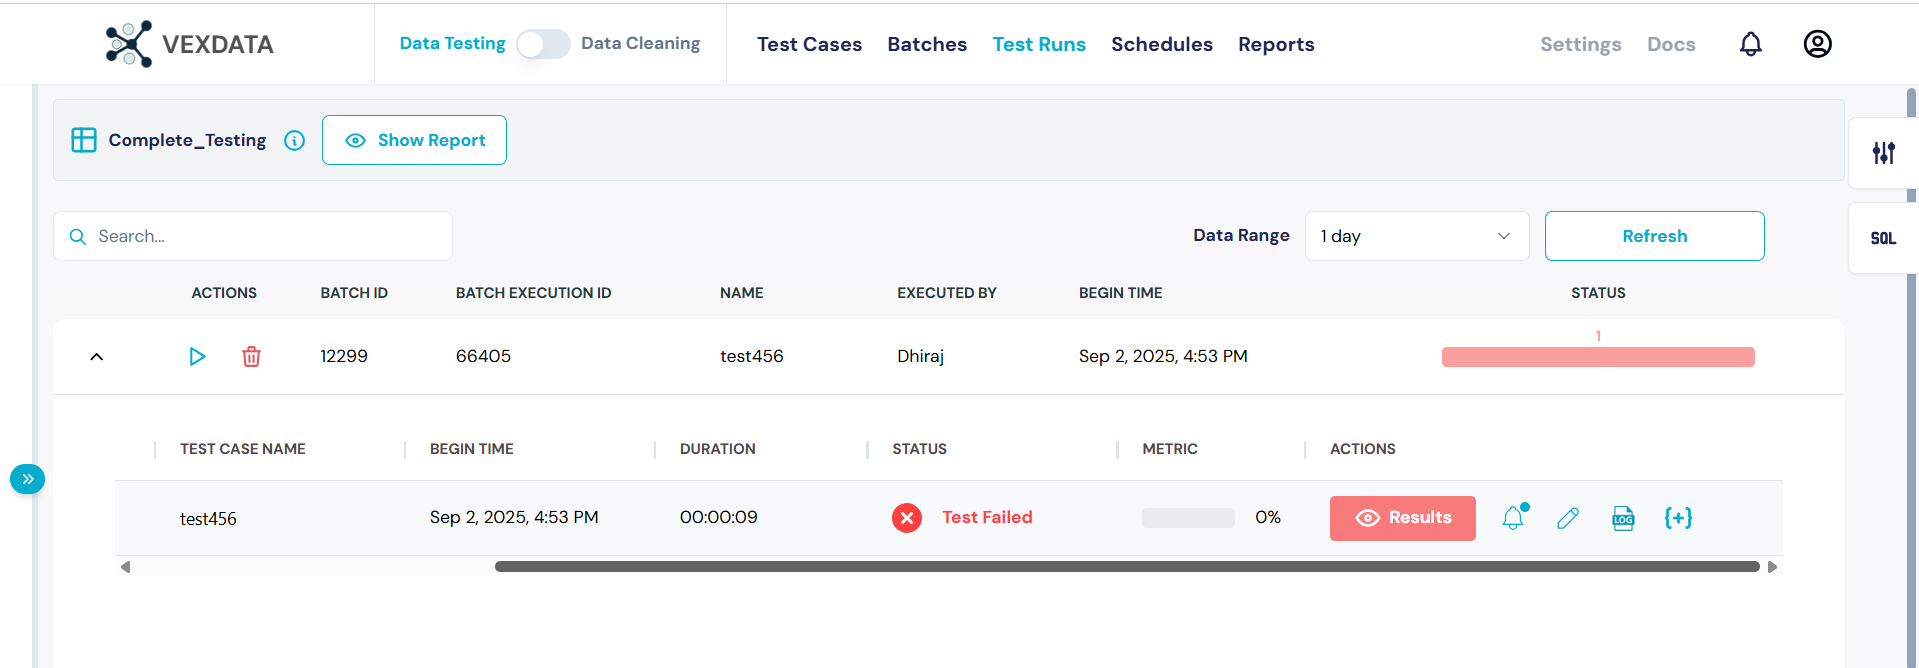 VEXDATA
Data Testing Data Cleaning
Test Cases Batches Test Runs Schedules Reports
Settings Docs
Complete_Testing Show Report
Search...
Data Range 1 day Refresh
SQL
ACTIONS BATCH ID BATCH EXECUTION ID NAME EXECUTED BY BEGIN TIME STATUS
1
12299 66405 test456 Dhiraj Sep 2, 2025, 4:53 PM
TEST CASE NAME BEGIN TIME DURATION STATUS METRIC ACTIONS
test456 Sep 2, 2025, 4:53 PM 00:00:09 Test Failed 0% Results LOG